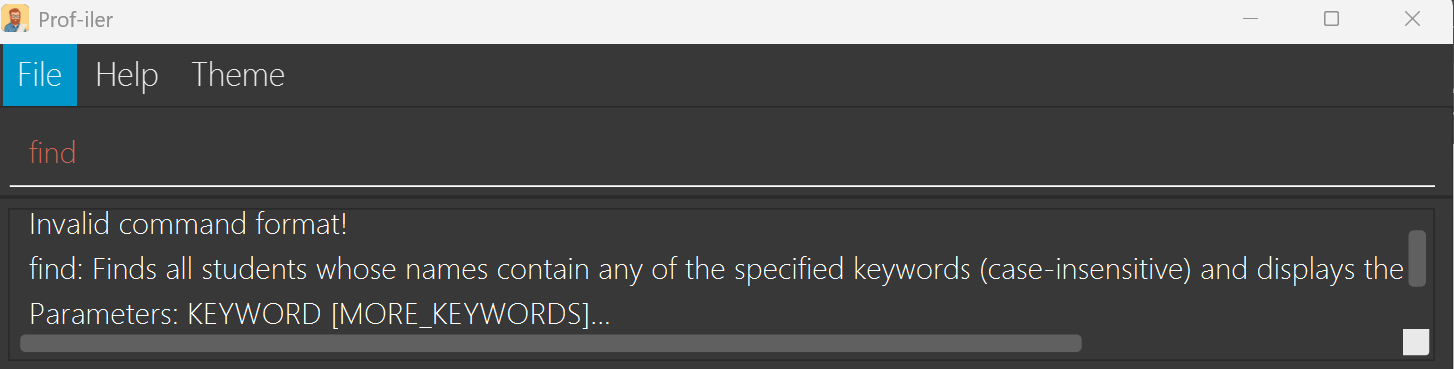 Prof-iler
File Help Theme
find
Invalid command format!
find: Finds all students whose names contain any of the specified keywords (case-insensitive) and displays the
Parameters: KEYWORD [MORE_KEYWORDS]...